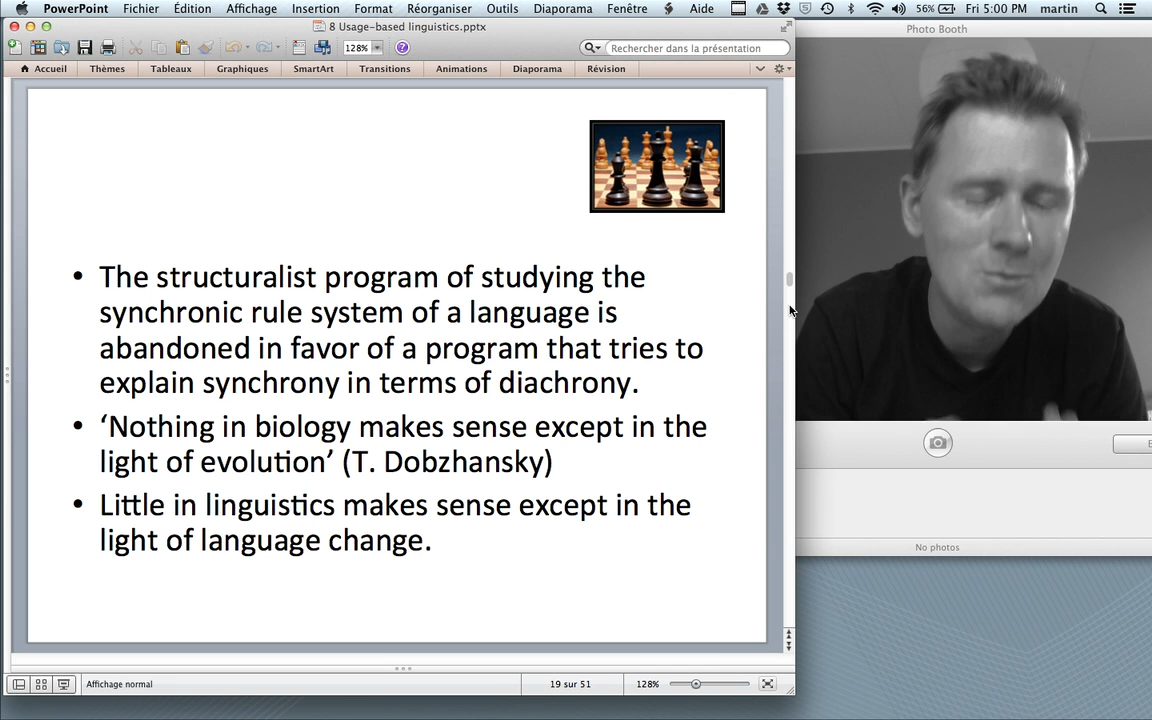 PowerPoint Fichier Édition Affichage Insertion Format Réorganiser Outils Diaporama Fenêtre Aide 56% Fri 5:00 PM martin
8 Usage-based linguistics.pptx
Photo Booth
128% Rechercher dans la présentation
Accueil Thèmes Tableaux Graphiques SmartArt Transitions Animations Diaporama Révision
• The structuralist program of studying the
synchronic rule system of a language is
abandoned in favor of a program that tries to
explain synchrony in terms of diachrony.
• ‘Nothing in biology makes sense except in the
light of evolution’ (T. Dobzhansky)
• Little in linguistics makes sense except in the
light of language change.
No photos
Affichage normal 19 sur 51 128%